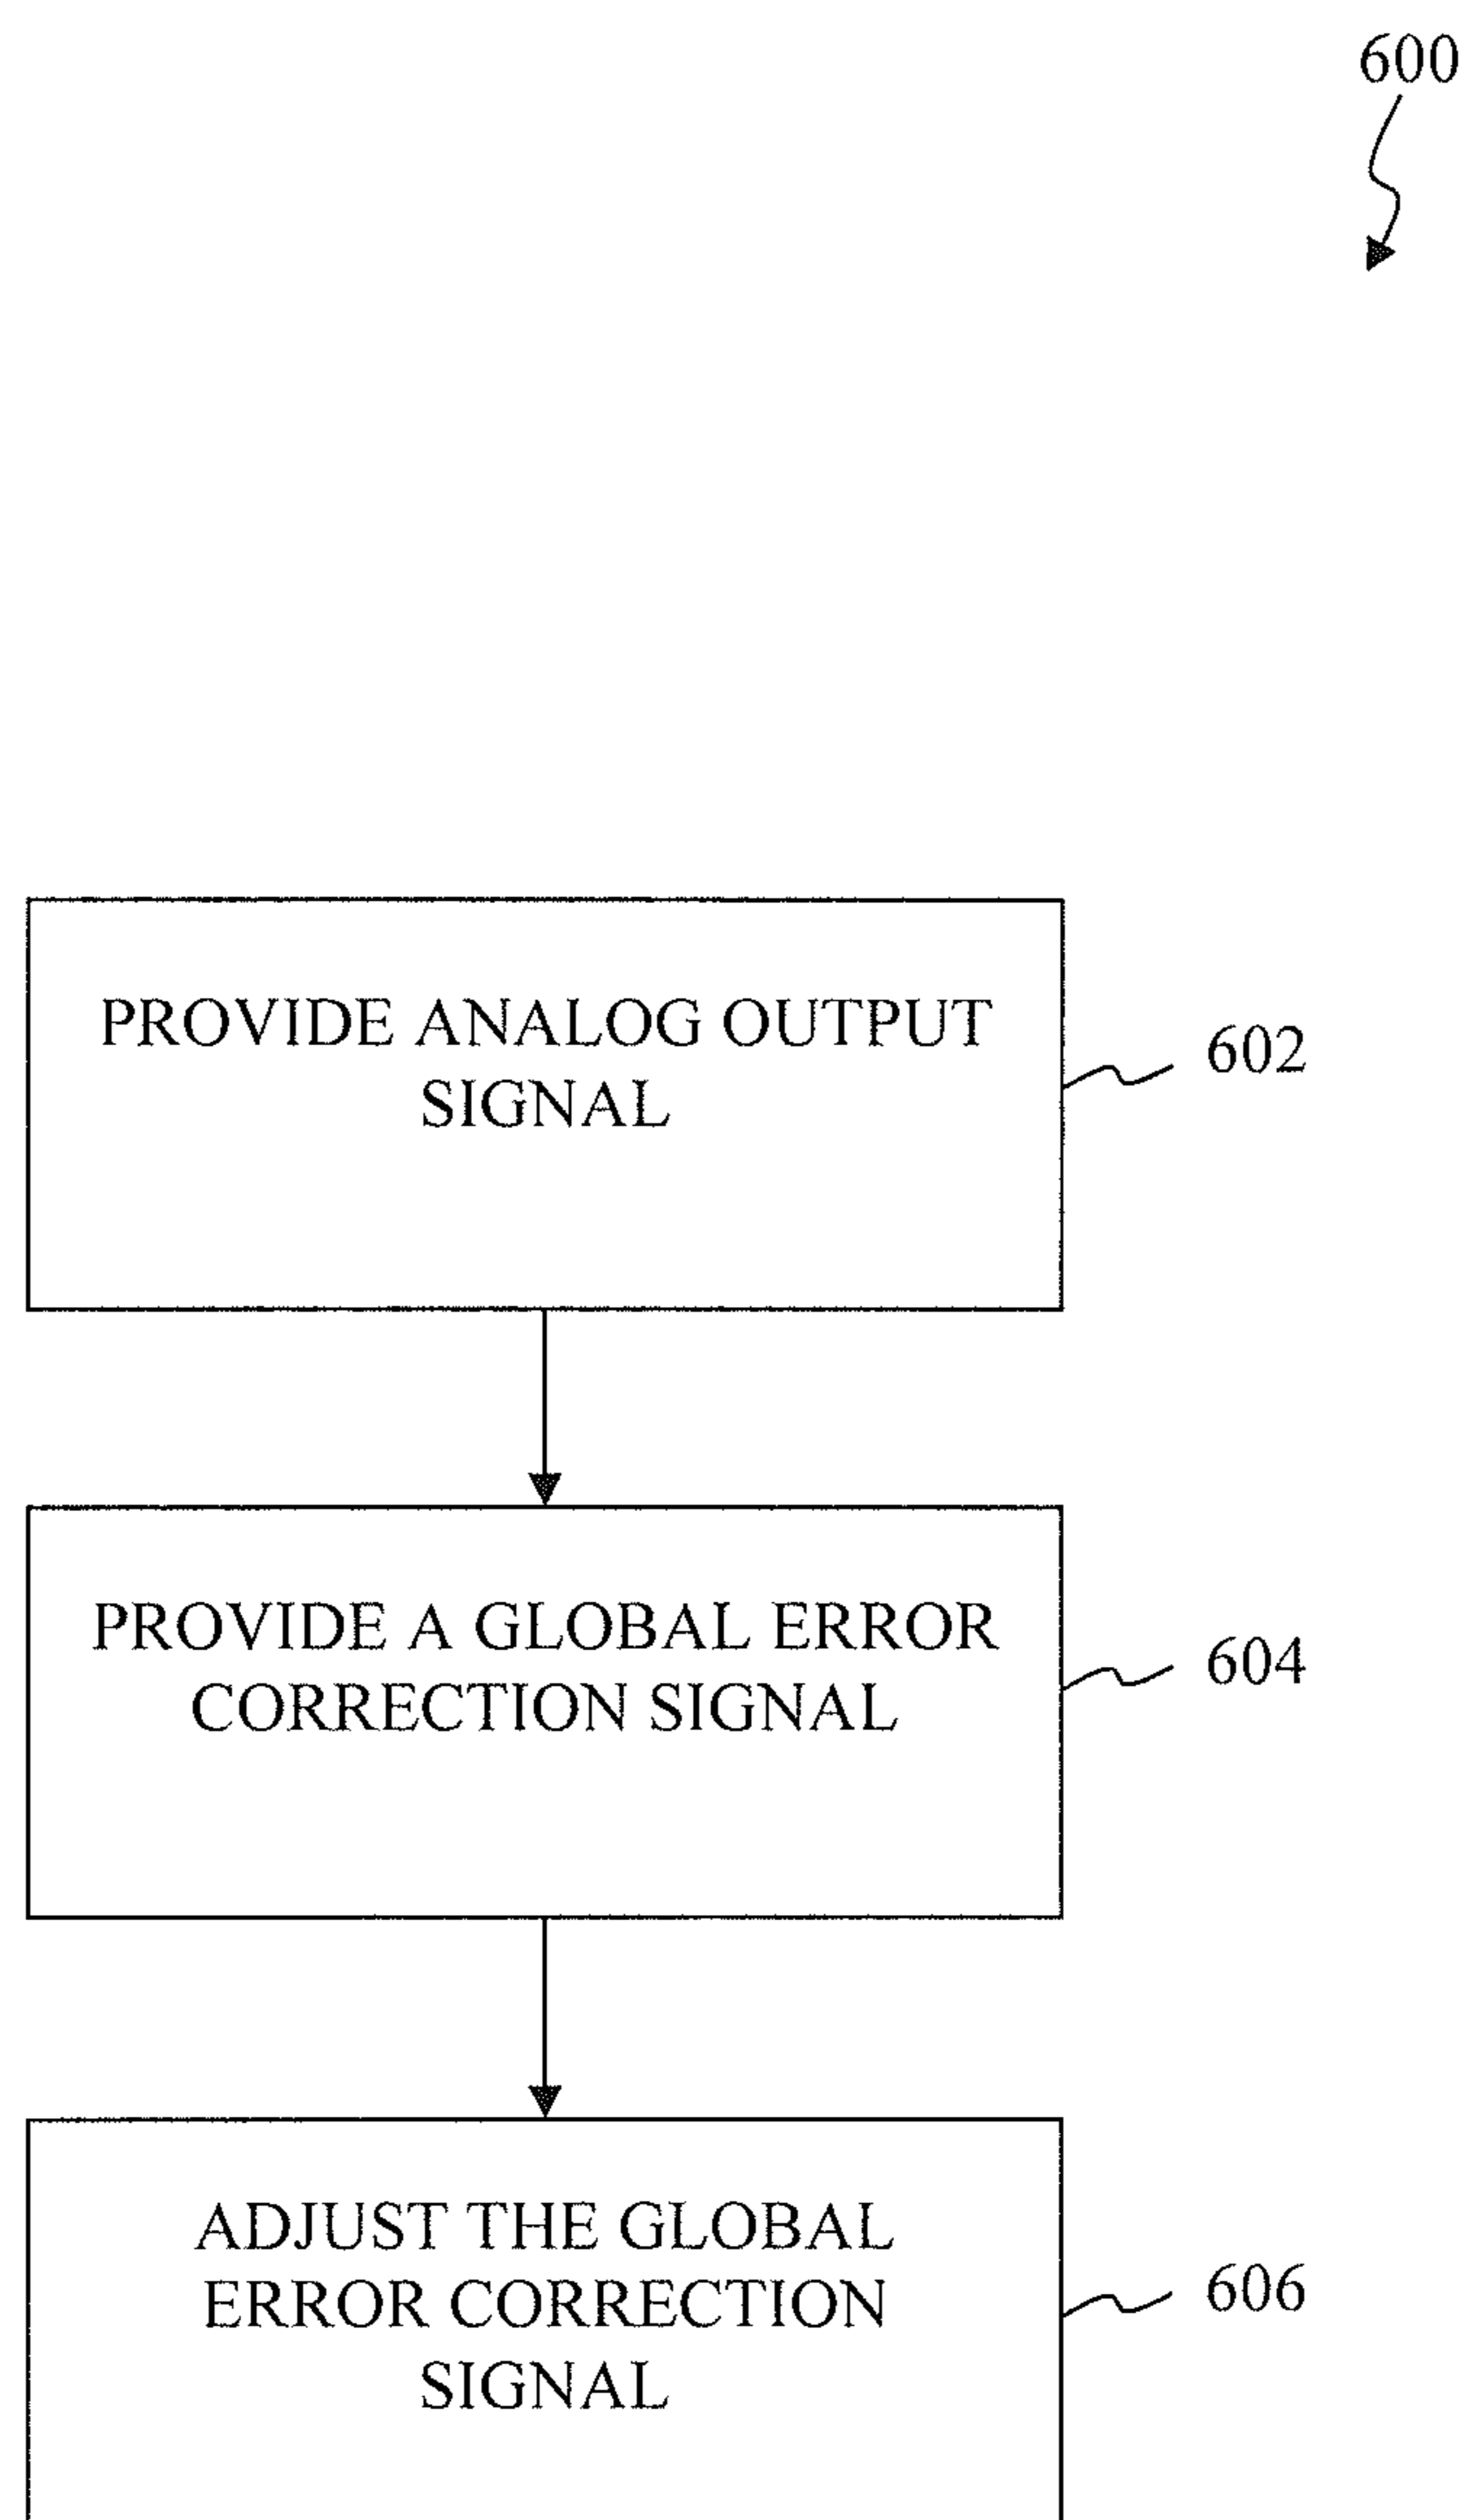 600
PROVIDE ANALOG OUTPUT
SIGNAL
602
PROVIDE A GLOBAL ERROR
CORRECTION SIGNAL
604
ADJUST THE GLOBAL
ERROR CORRECTION
SIGNAL
606